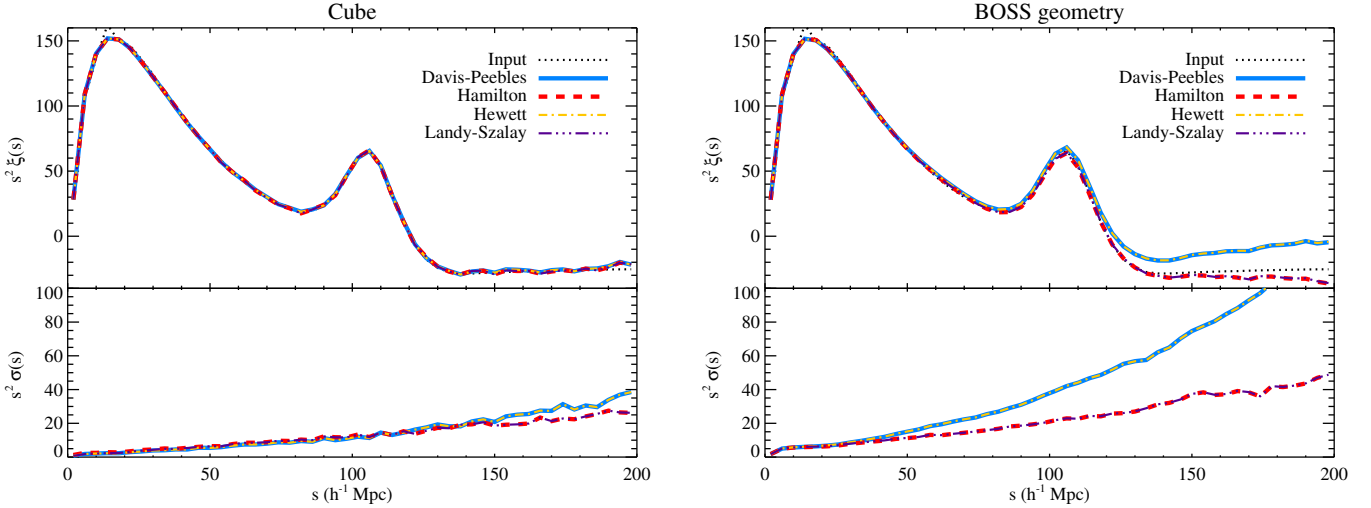 Cube
150
100
50
0
s² ξ(s)
Input
Davis-Peebles
Hamilton
Hewett
Landy-Szalay
100
80
60
40
20
0
s² σ(s)
0 50 100 150 200
s (h⁻¹ Mpc)
BOSS geometry
150
100
50
0
s² ξ(s)
Input
Davis-Peebles
Hamilton
Hewett
Landy-Szalay
100
80
60
40
20
0
s² σ(s)
0 50 100 150 200
s (h⁻¹ Mpc)